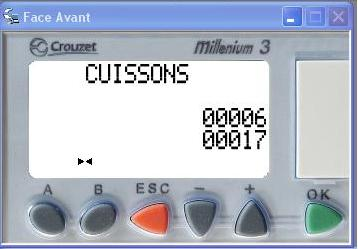 Face Avant
Crouzet
millenium 3
CUISSONS
00006
00017
A B ESC − + OK